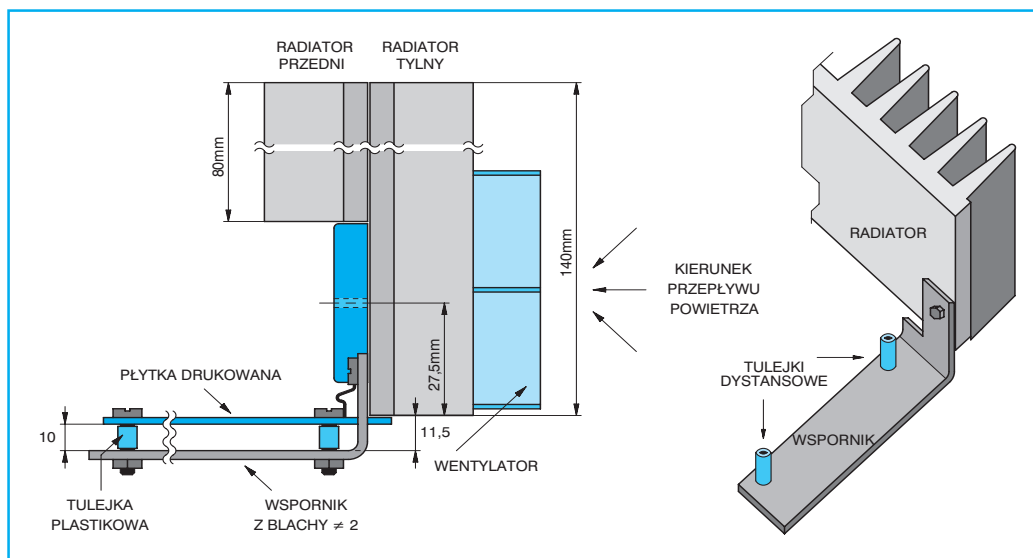 RADIATOR
PRZEDNI
RADIATOR
TYLNY
80mm
140mm
RADIATOR
KIERUNEK
PRZEPŁYWU
POWIETRZA
27,5mm
PŁYTKA DRUKOWANA
TULEJKI
DYSTANSOWE
10
11,5
WSPORNIK
WENTYLATOR
TULEJKA
PLASTIKOWA
WSPORNIK
Z BLACHY ≠ 2